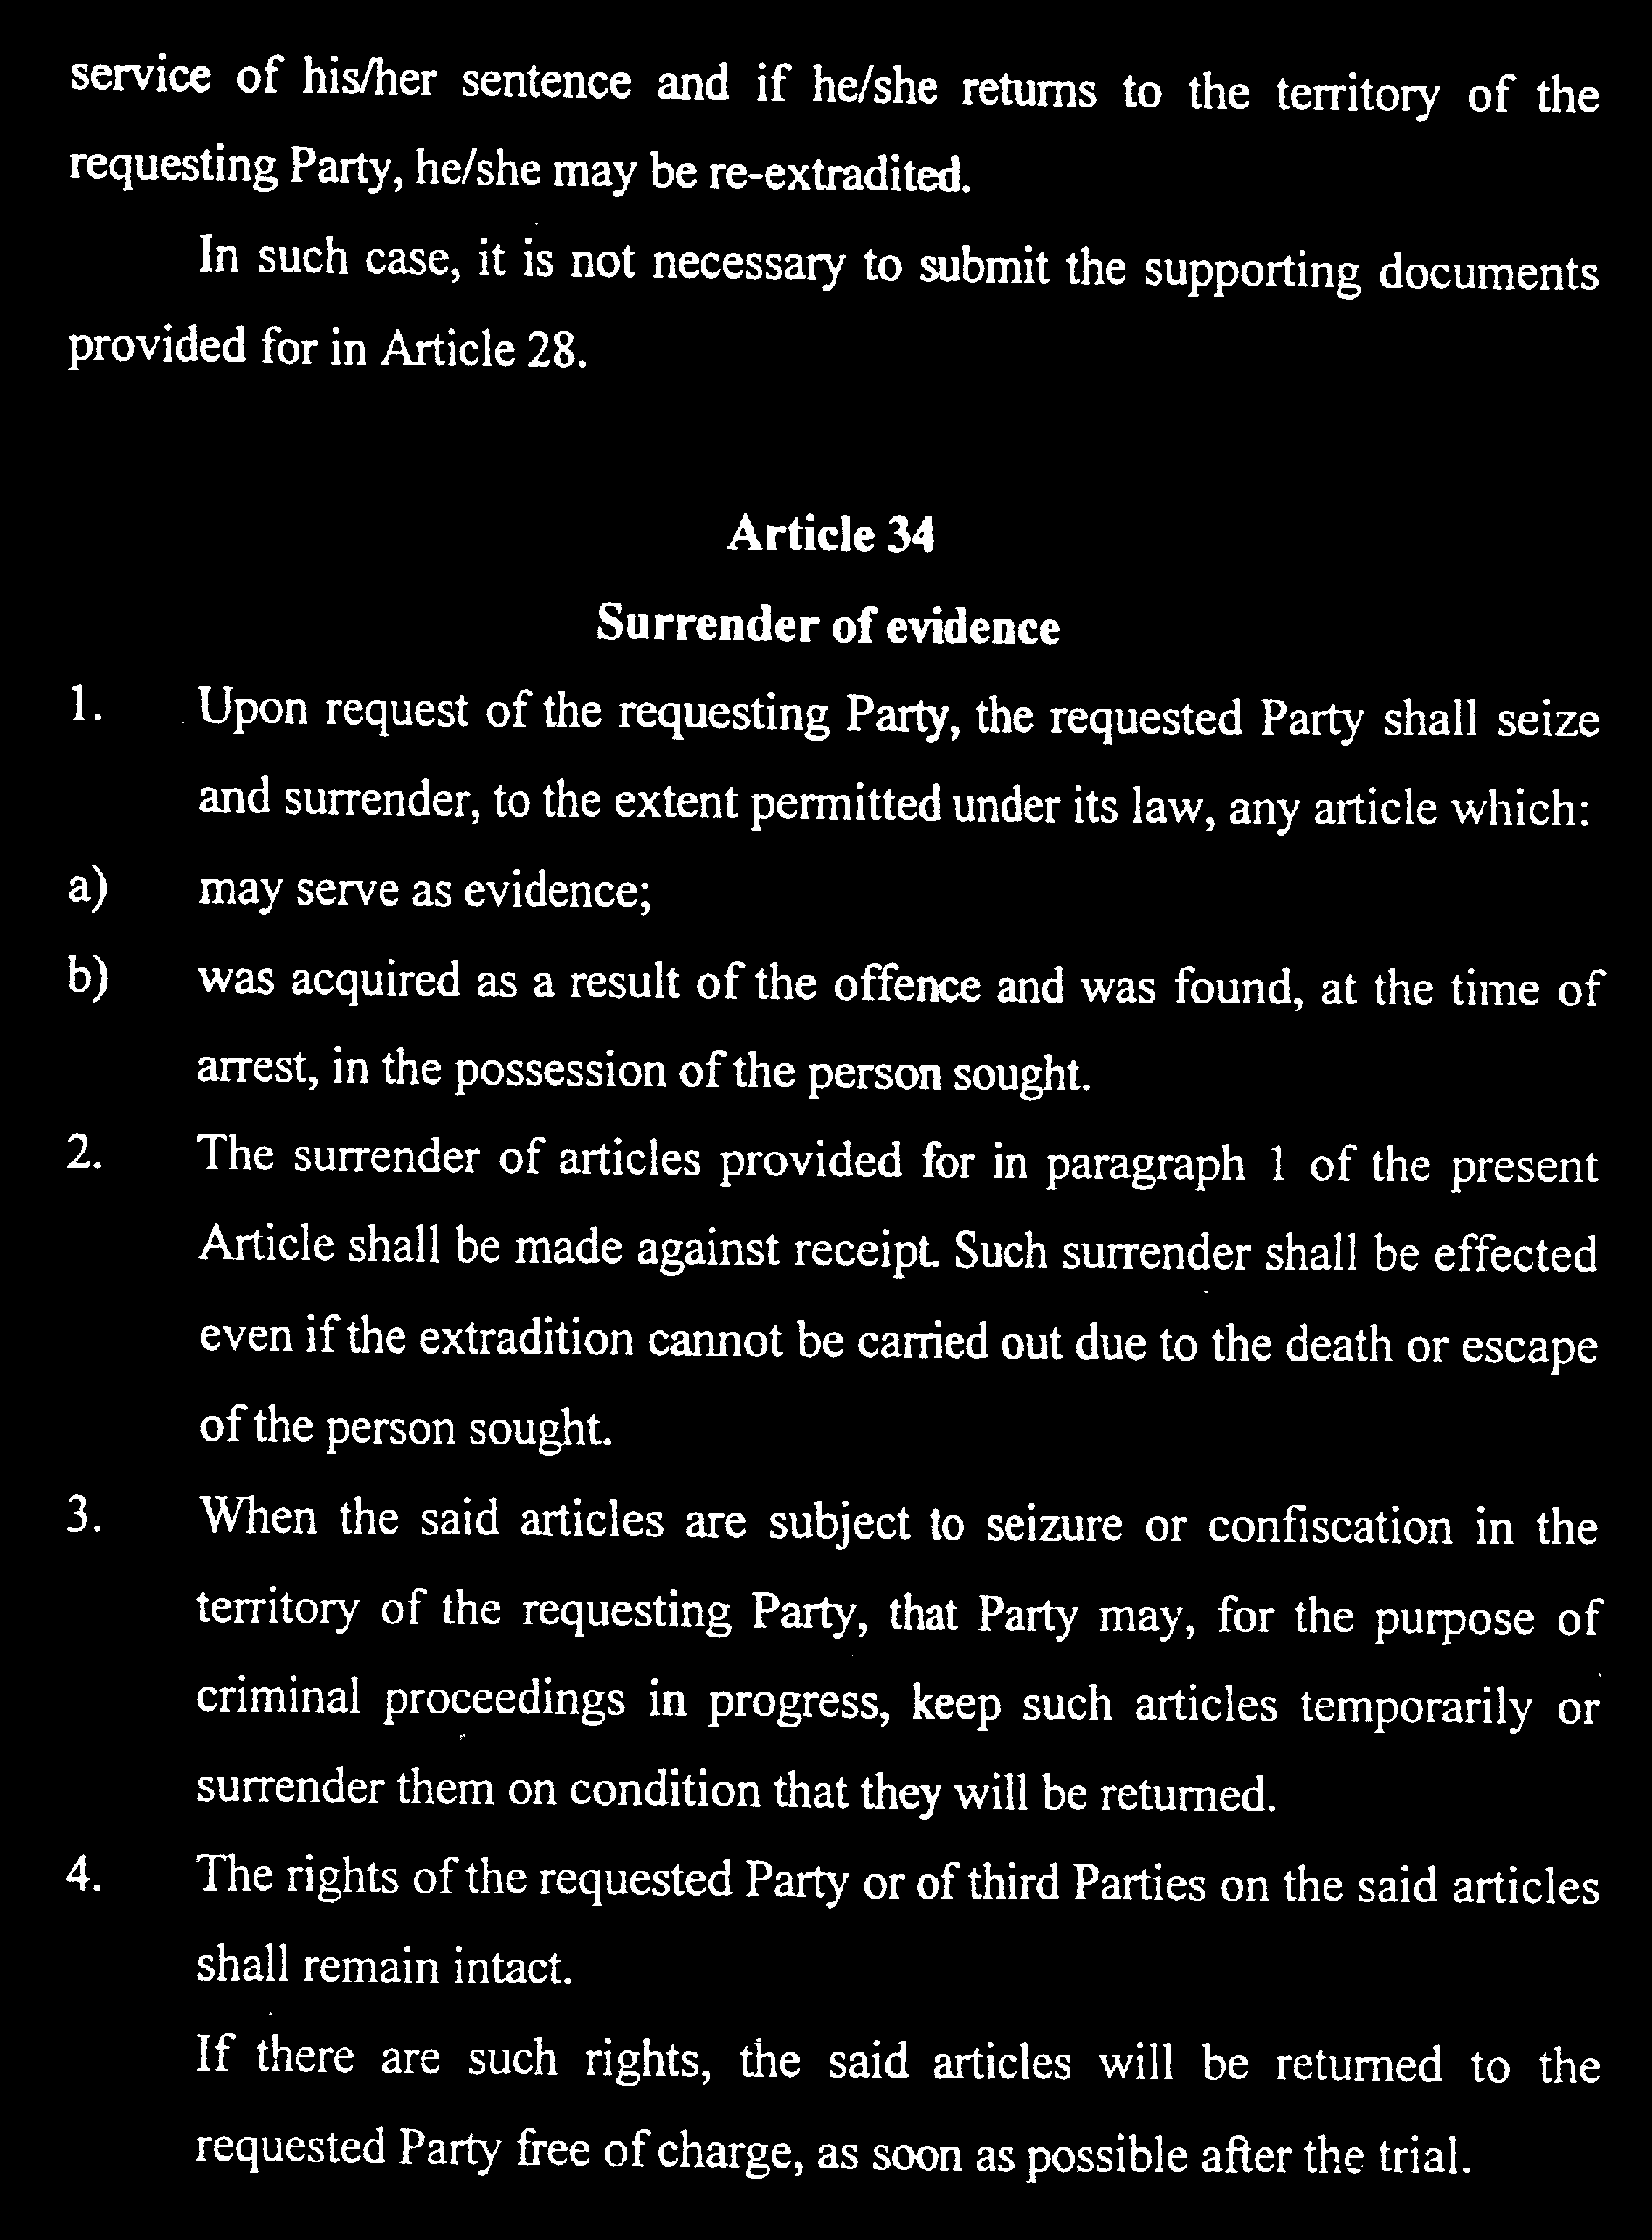 service of his/her sentence and if he/she returns to the territory of the
requesting Party, he/she may be re-extradited.
In such case, it is not necessary to submit the supporting documents
provided for in Article 28.
Article 34
Surrender of evidence
1. Upon request of the requesting Party, the requested Party shall seize
and surrender, to the extent permitted under its law, any article which:
a) may serve as evidence;
b) was acquired as a result of the offence and was found, at the time of
arrest, in the possession of the person sought.
2. The surrender of articles provided for in paragraph 1 of the present
Article shall be made against receipt. Such surrender shall be effected
even if the extradition cannot be carried out due to the death or escape
of the person sought.
3. When the said articles are subject to seizure or confiscation in the
territory of the requesting Party, that Party may, for the purpose of
criminal proceedings in progress, keep such articles temporarily or
surrender them on condition that they will be returned.
4. The rights of the requested Party or of third Parties on the said articles
shall remain intact.
If there are such rights, the said articles will be returned to the
requested Party free of charge, as soon as possible after the trial.